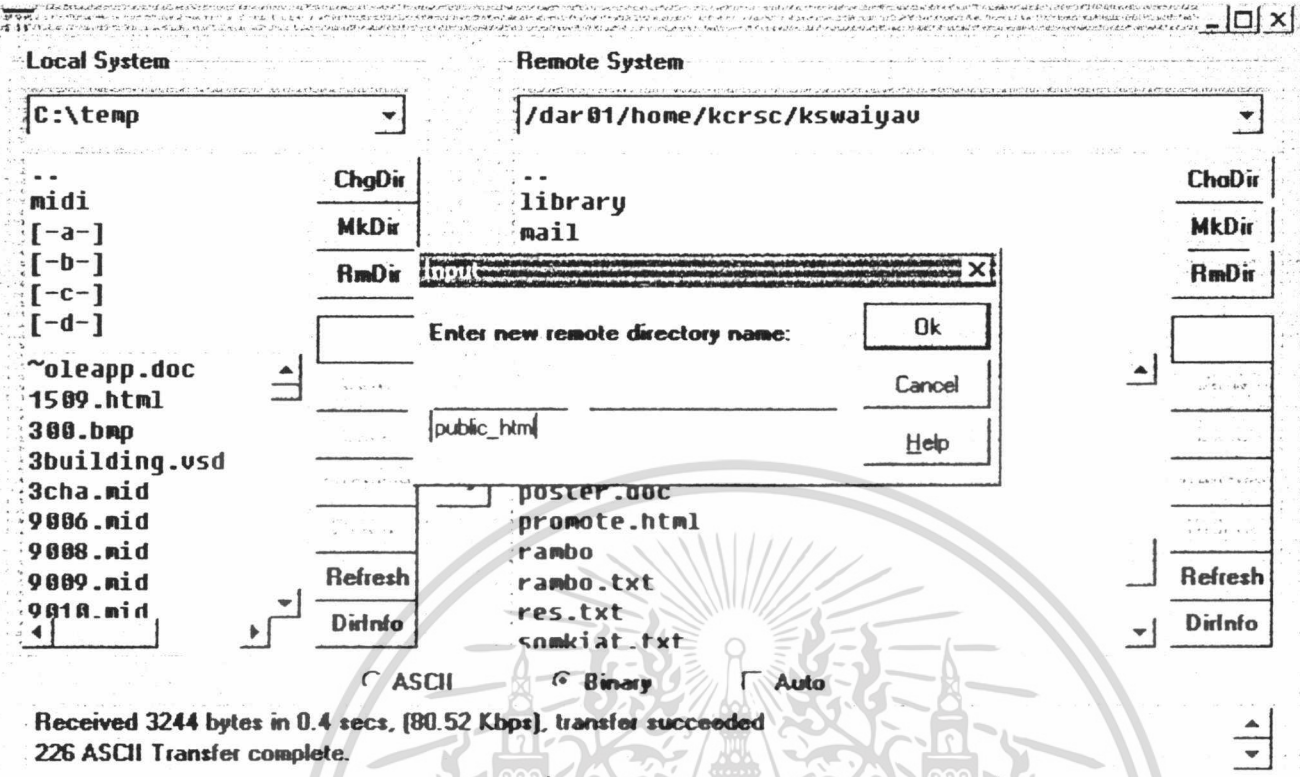 Local System
Remote System
C:\temp
/dar01/home/kcrsc/kswaiyav
..
midi
[-a-]
[-b-]
[-c-]
[-d-]
ChgDir
MkDir
RmDir
~oleapp.doc
1509.html
300.bmp
3building.vsd
3cha.mid
9006.mid
9008.mid
9009.mid
9010.mid
Refresh
DirInfo
..
library
mail
ChgDir
MkDir
RmDir
Input
Enter new remote directory name:
public_html
Ok
Cancel
Help
poster.doc
promote.html
rambo
rambo.txt
res.txt
somkiat.txt
Refresh
DirInfo
ASCII
Binary
Auto
Received 3244 bytes in 0.4 secs, (80.52 Kbps), transfer succeeded
226 ASCII Transfer complete.